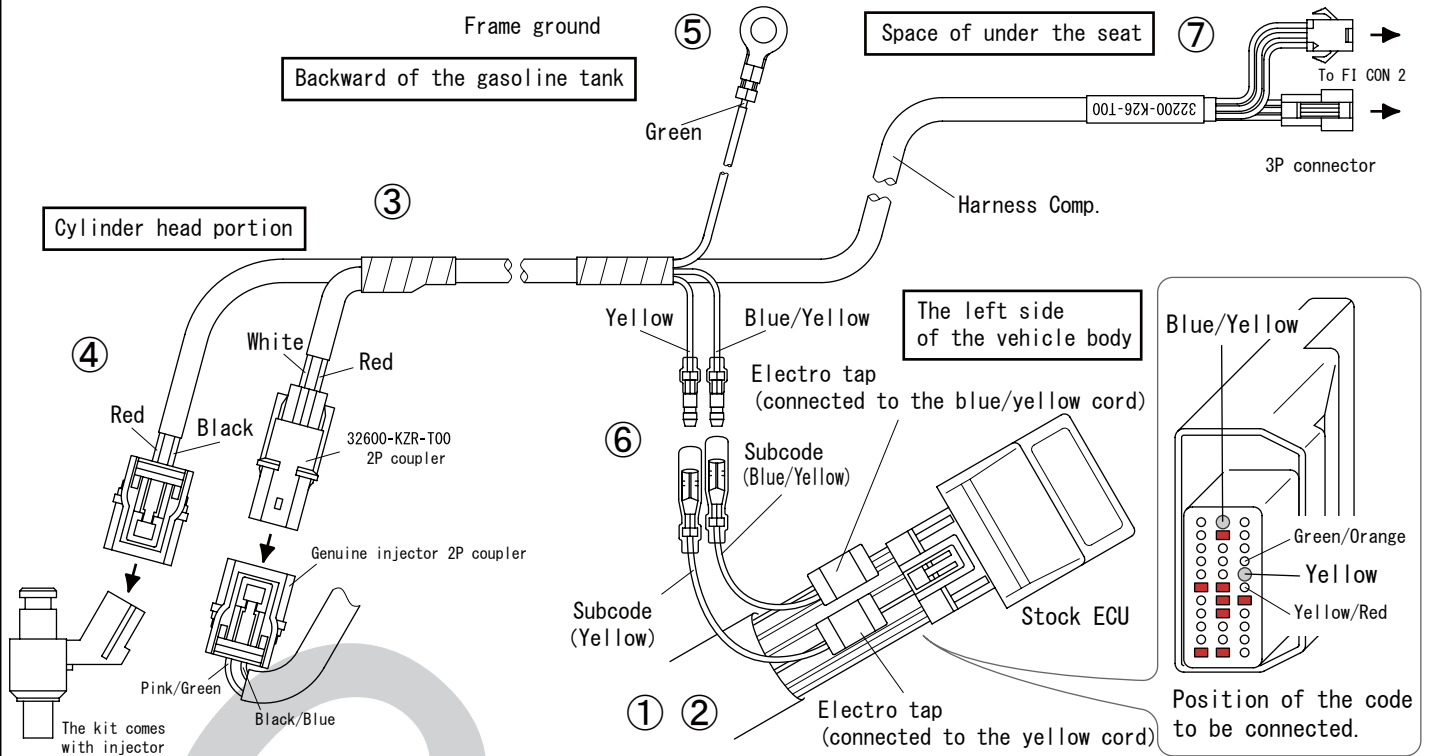 Frame ground
⑤
Space of under the seat
⑦
Backward of the gasoline tank
To FI CON 2
Green
32200-K26-T00
3P connector
③
Harness Comp.
Cylinder head portion
Yellow
Blue/Yellow
The left side
of the vehicle body
Blue/Yellow
④
White
Red
Electro tap
(connected to the blue/yellow cord)
Red
Black
32600-KZR-T00
2P coupler
⑥
Subcode
(Blue/Yellow)
Green/Orange
Genuine injector 2P coupler
Yellow
Subcode
(Yellow)
Stock ECU
Yellow/Red
Pink/Green
Black/Blue
① ②
Electro tap
(connected to the yellow cord)
Position of the code
to be connected.
The kit comes
with injector